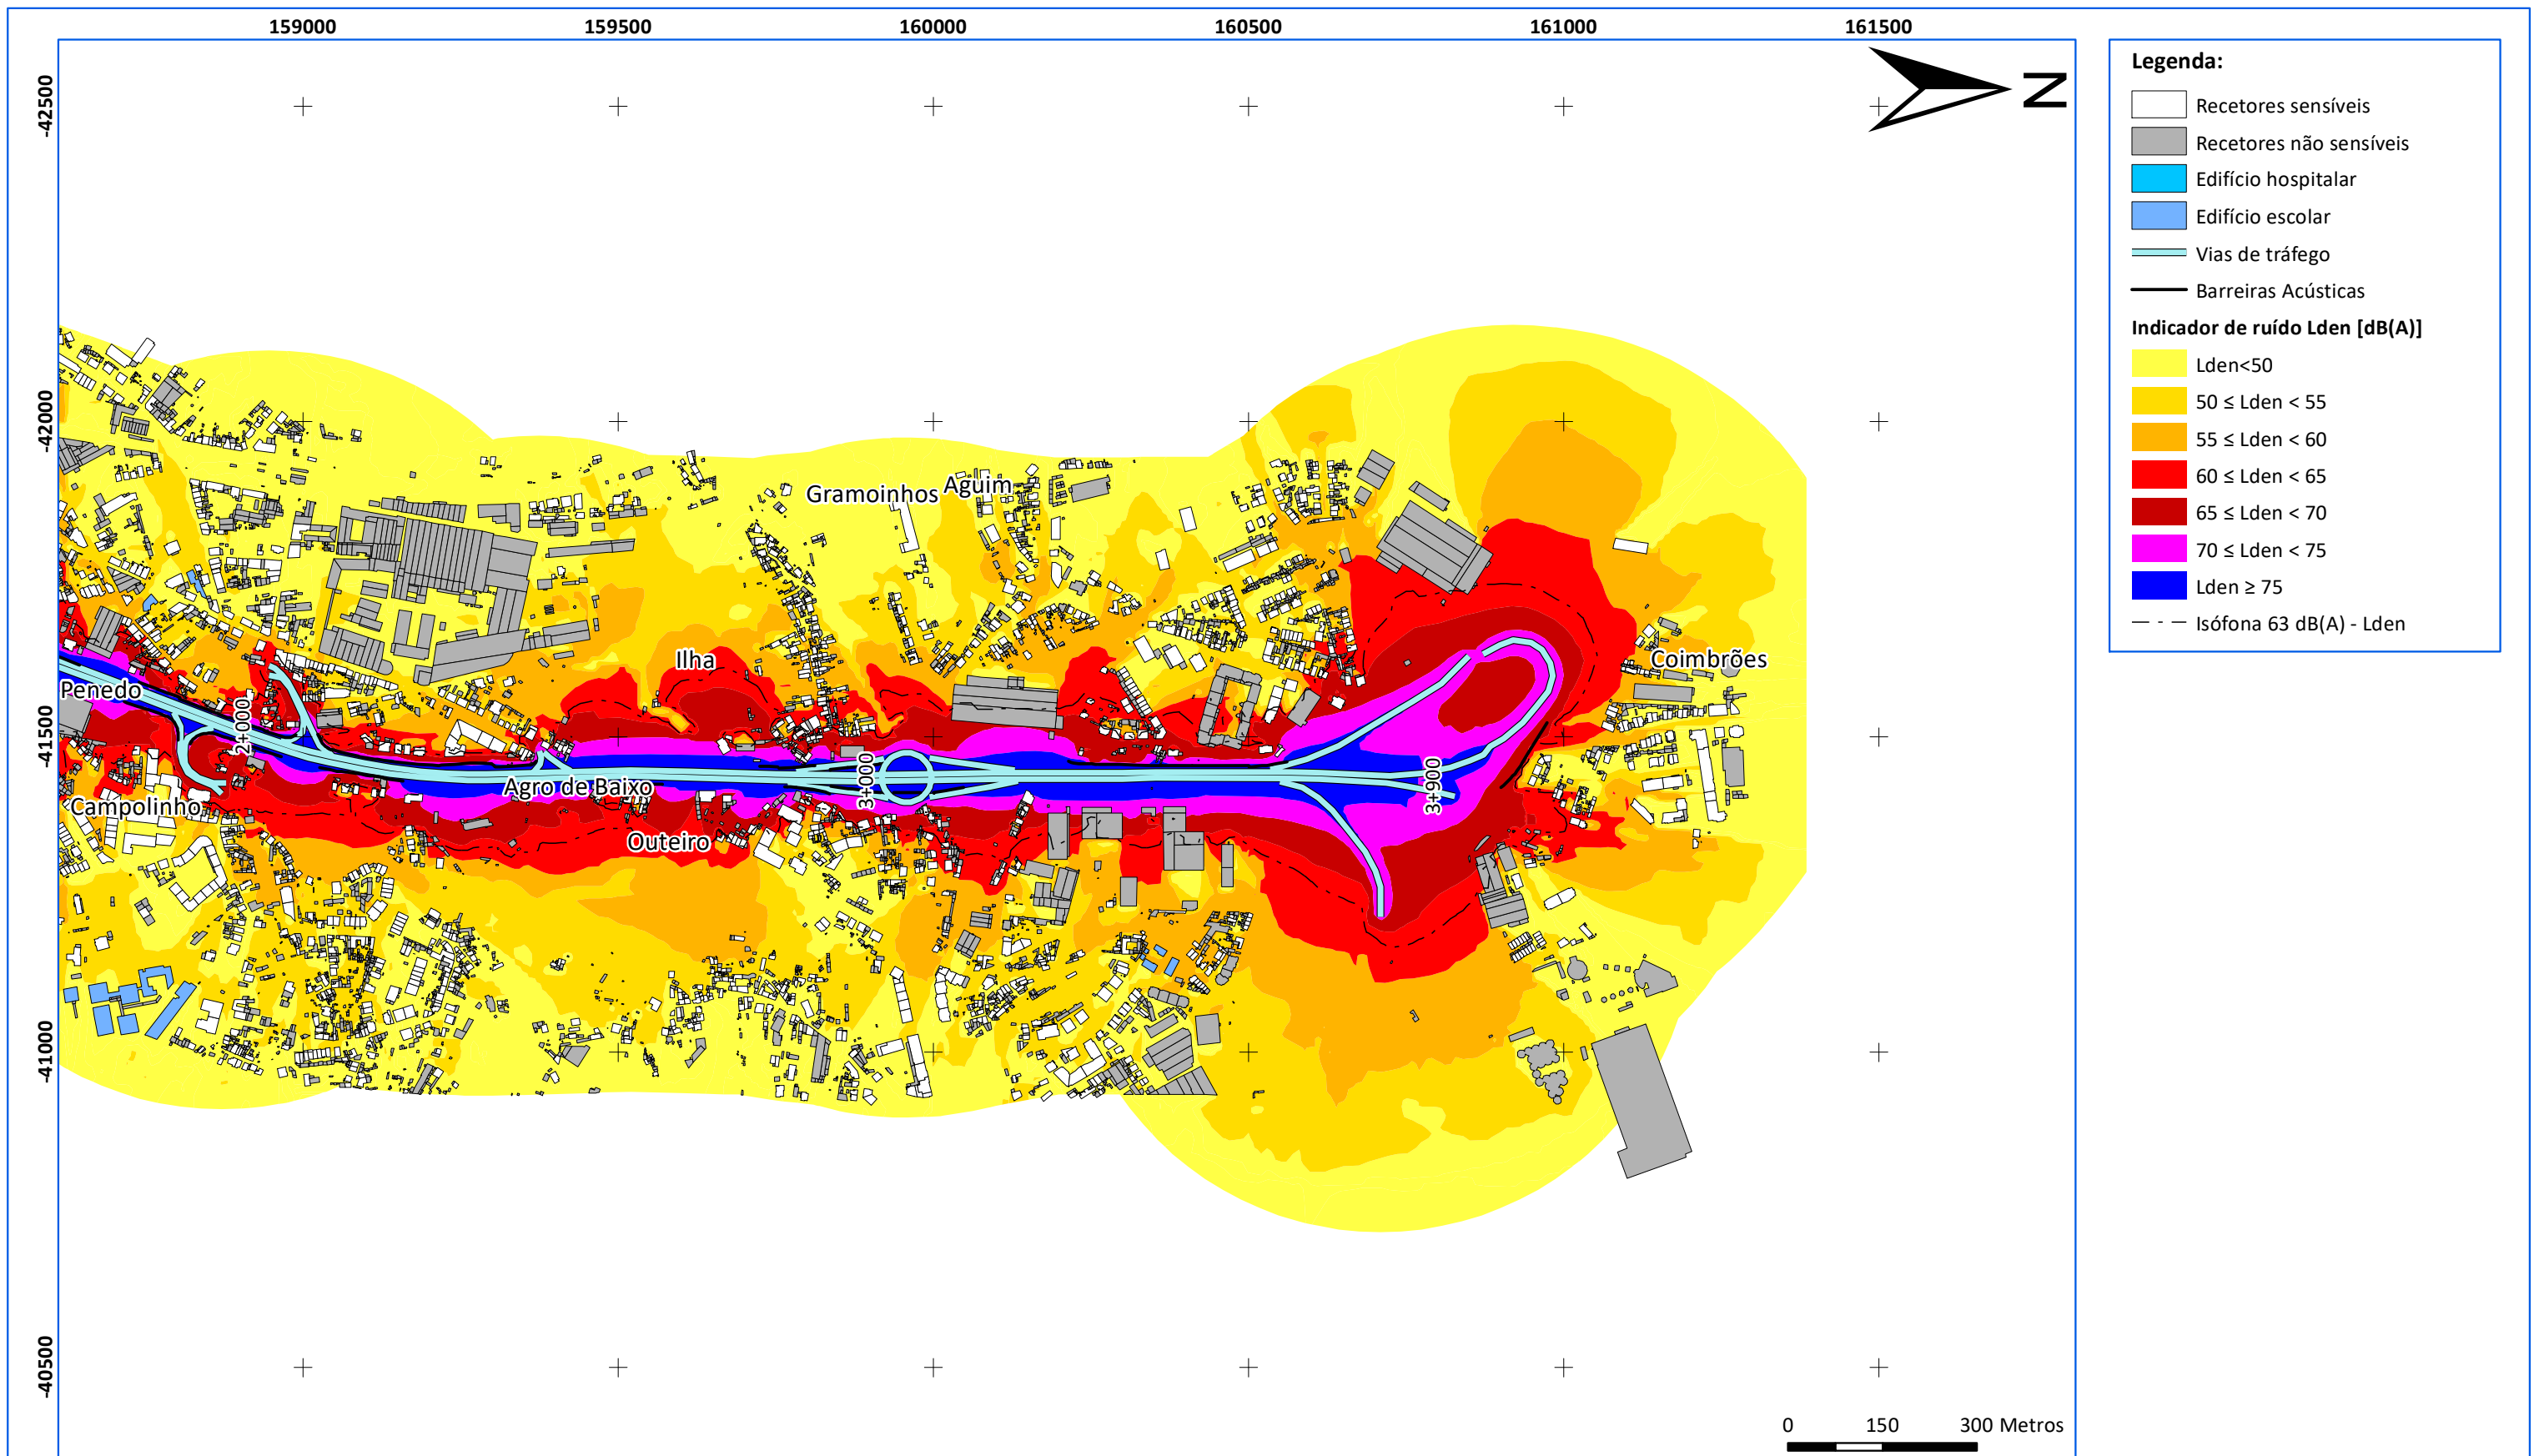 159000 159500 160000 160500 161000 161500
-42500
-42000
-41500
-41000
-40500
N
Gramoinhos
Aguim
Ilha
Coimbrões
Penedo
2+000
3+000
3+900
Agro de Baixo
Campolinho
Outeiro
0 150 300 Metros
Legenda:
Recetores sensíveis
Recetores não sensíveis
Edifício hospitalar
Edifício escolar
Vias de tráfego
Barreiras Acústicas
Indicador de ruído Lden [dB(A)]
Lden<50
50 ≤ Lden < 55
55 ≤ Lden < 60
60 ≤ Lden < 65
65 ≤ Lden < 70
70 ≤ Lden < 75
Lden ≥ 75
Isófona 63 dB(A) - Lden